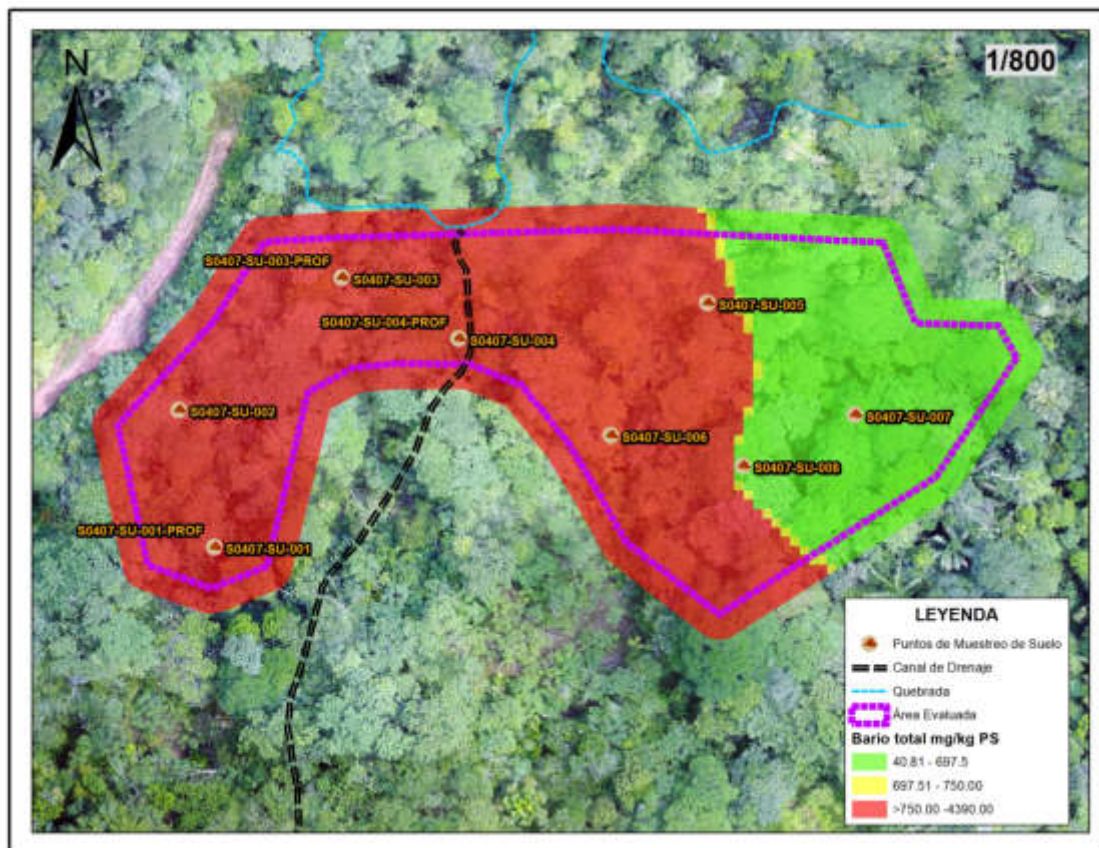 N
1/800
S0407-SU-003-PROF
S0407-SU-003
S0407-SU-005
S0407-SU-004-PROF
S0407-SU-004
S0407-SU-002
S0407-SU-007
S0407-SU-006
S0407-SU-008
S0407-SU-001-PROF
S0407-SU-001
LEYENDA
Puntos de Muestreo de Suelo
Canal de Drenaje
Quebrada
Área Evaluada
Bario total mg/kg PS
40.81 - 697.5
697.51 - 750.00
>750.00 -4390.00